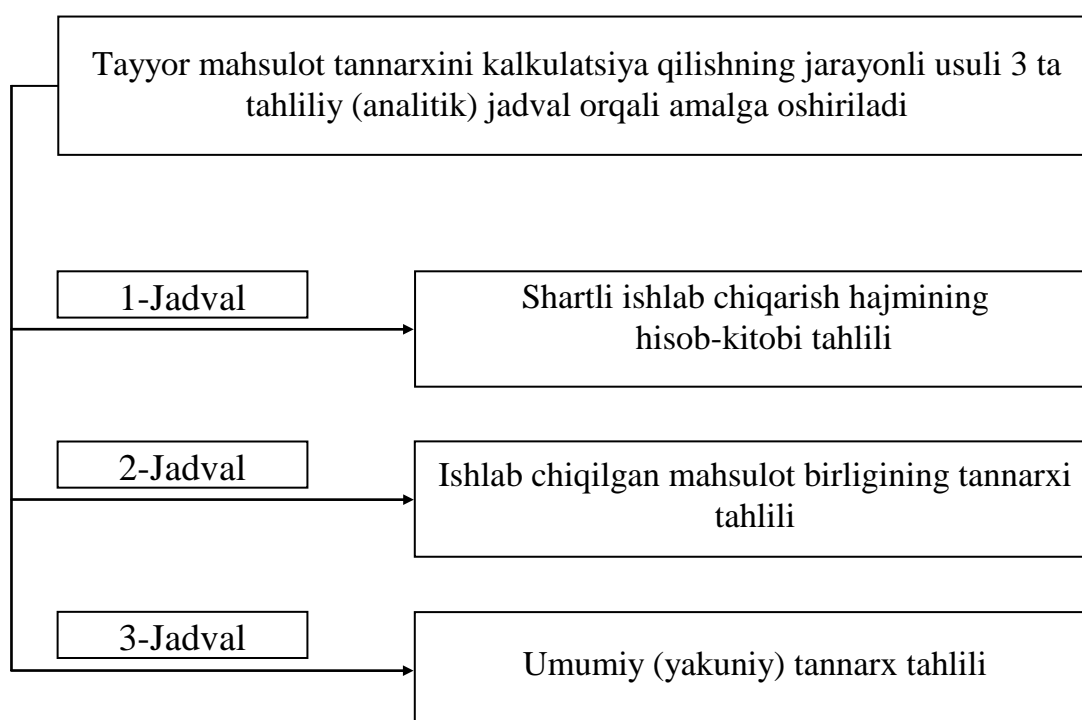 Tayyor mahsulot tannarxini kalkulatsiya qilishning jarayonli usuli 3 ta
tahliliy (analitik) jadval orqali amalga oshiriladi
1-Jadval
Shartli ishlab chiqarish hajmining
hisob-kitobi tahlili
2-Jadval
Ishlab chiqilgan mahsulot birligining tannarxi
tahlili
3-Jadval
Umumiy (yakuniy) tannarx tahlili